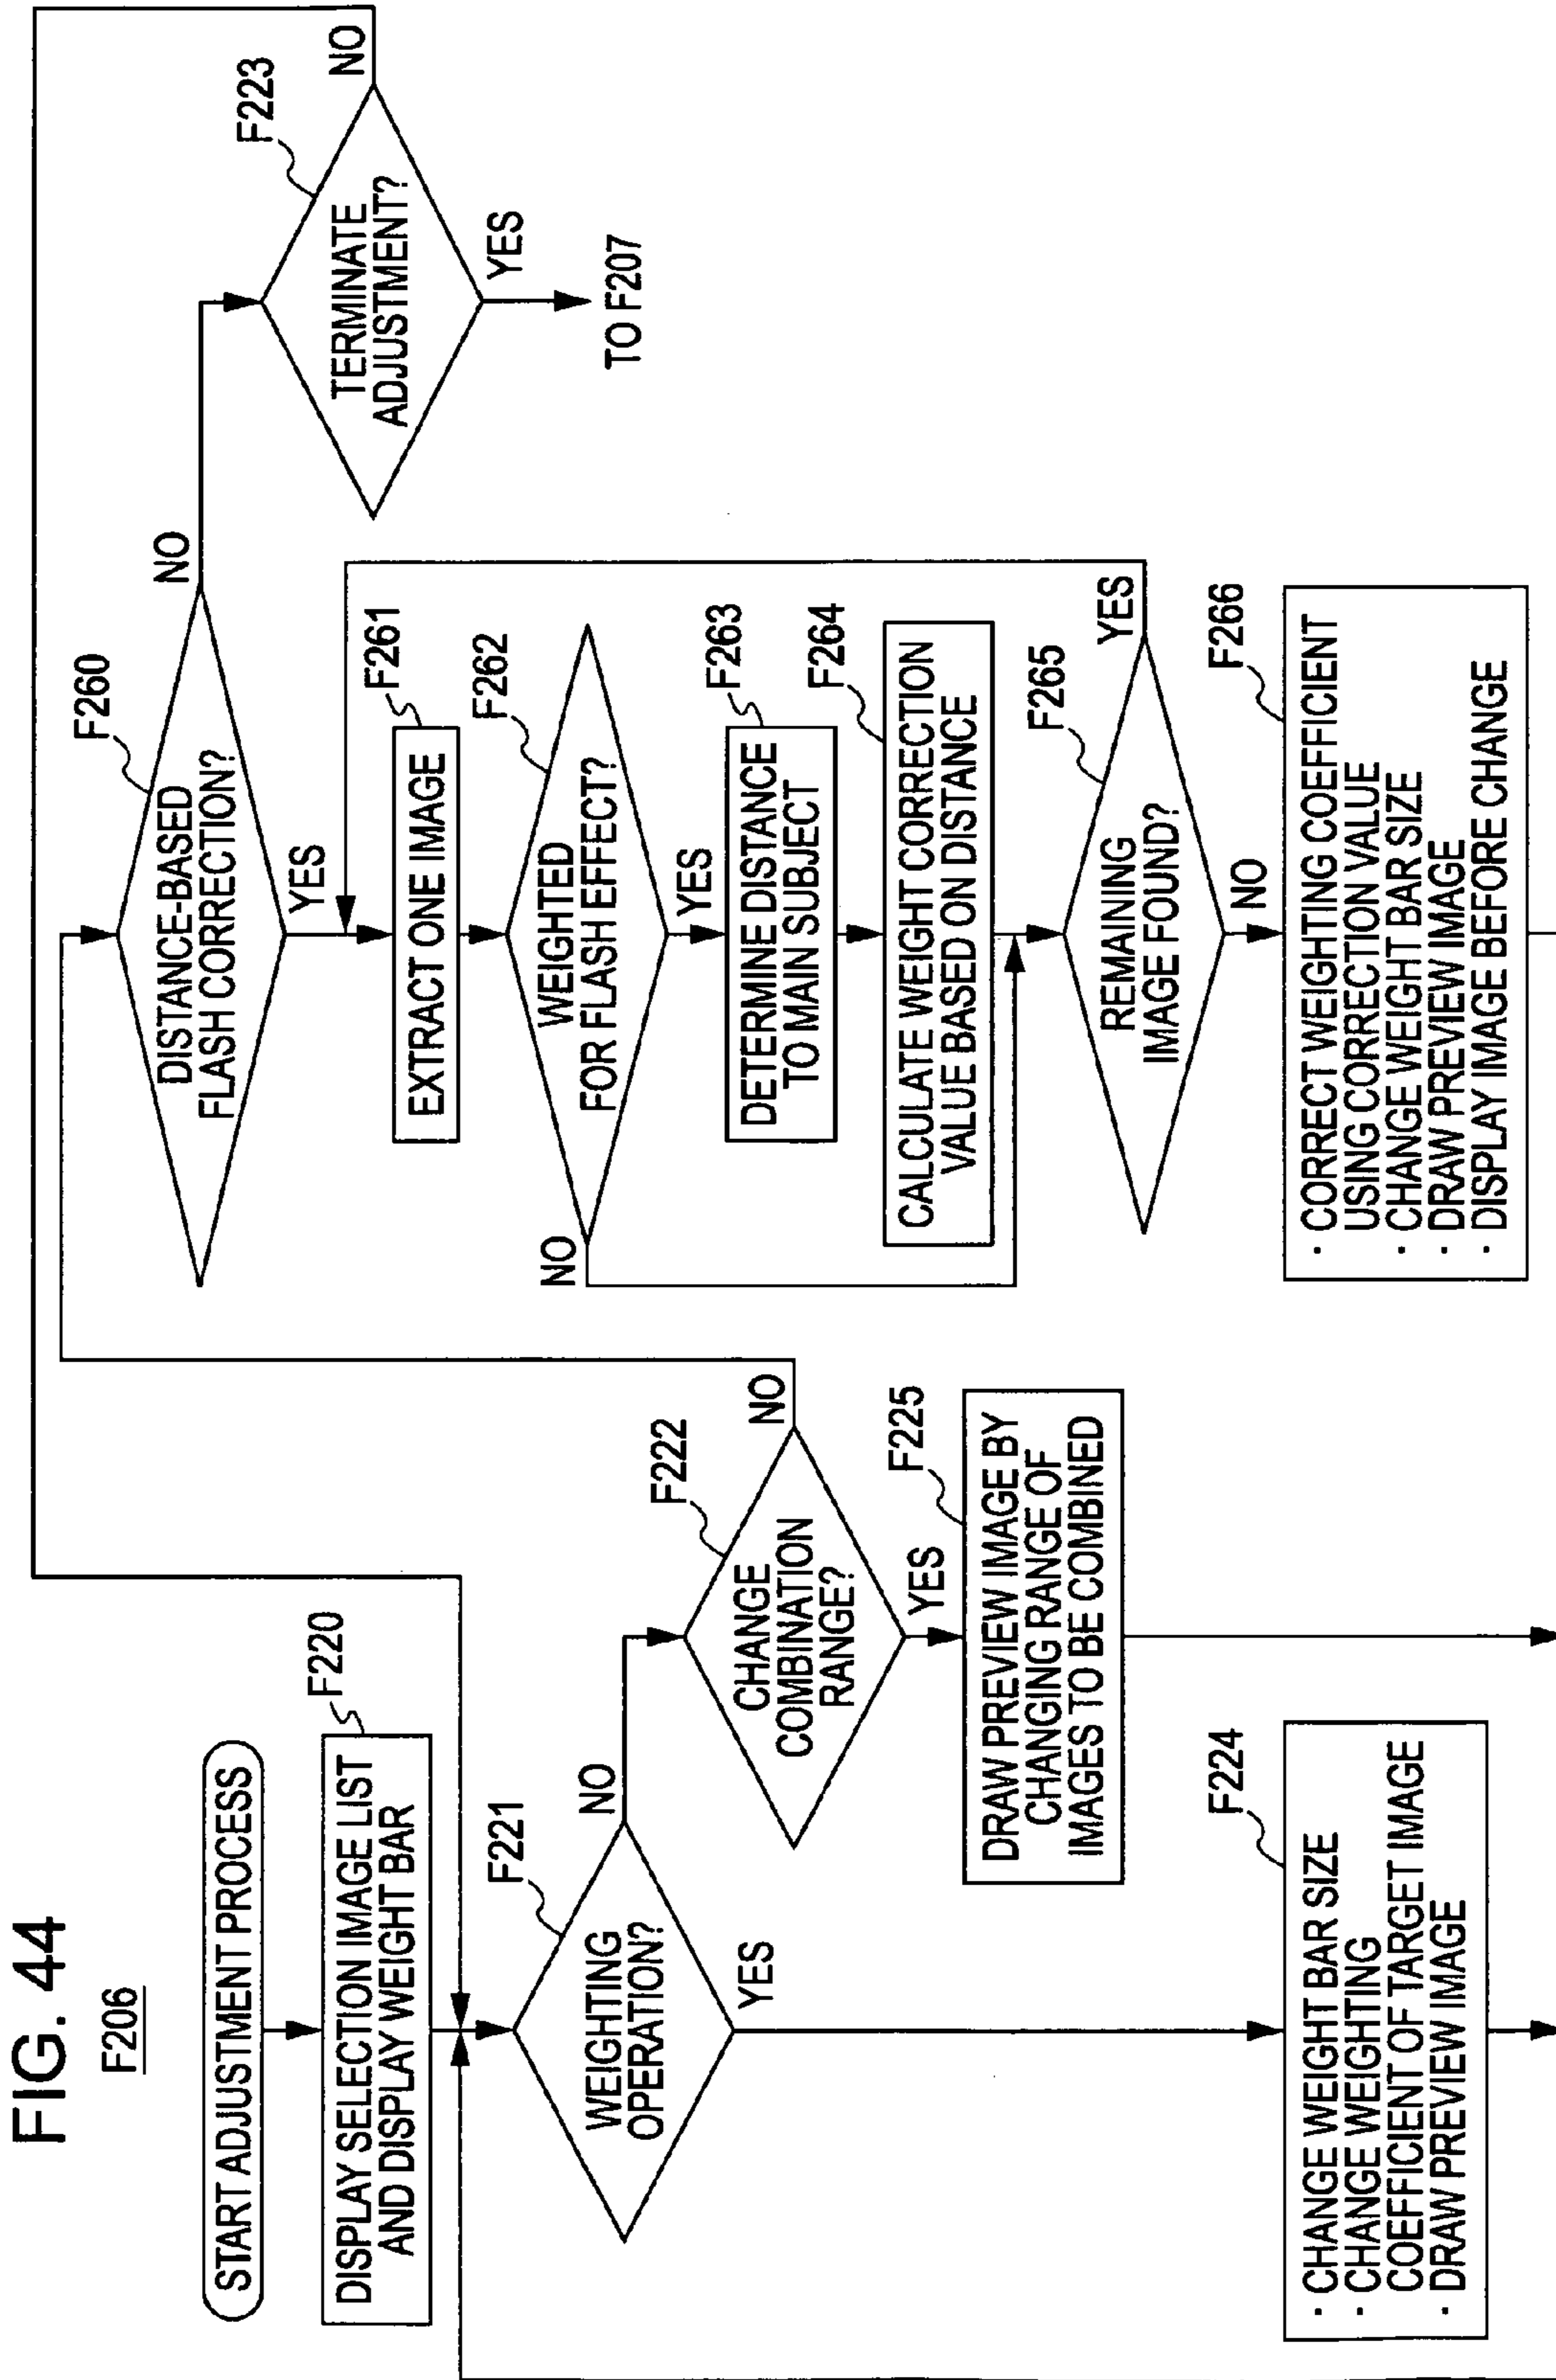 FIG. 44
F206
START ADJUSTMENT PROCESS
F220
DISPLAY SELECTION IMAGE LIST
AND DISPLAY WEIGHT BAR
F221
WEIGHTING
OPERATION?
NO
YES
F222
CHANGE
COMBINATION
RANGE?
NO
YES
F225
DRAW PREVIEW IMAGE BY
CHANGING RANGE OF
IMAGES TO BE COMBINED
F224
· CHANGE WEIGHT BAR SIZE
· CHANGE WEIGHTING
COEFFICIENT OF TARGET IMAGE
· DRAW PREVIEW IMAGE
F260
DISTANCE-BASED
FLASH CORRECTION?
NO
YES
F261
EXTRACT ONE IMAGE
F262
WEIGHTED
FOR FLASH EFFECT?
NO
YES
F263
DETERMINE DISTANCE
TO MAIN SUBJECT
F264
CALCULATE WEIGHT CORRECTION
VALUE BASED ON DISTANCE
F265
REMAINING
IMAGE FOUND?
YES
NO
F266
· CORRECT WEIGHTING COEFFICIENT
USING CORRECTION VALUE
· CHANGE WEIGHT BAR SIZE
· DRAW PREVIEW IMAGE
· DISPLAY IMAGE BEFORE CHANGE
F223
TERMINATE
ADJUSTMENT?
NO
YES
TO F207